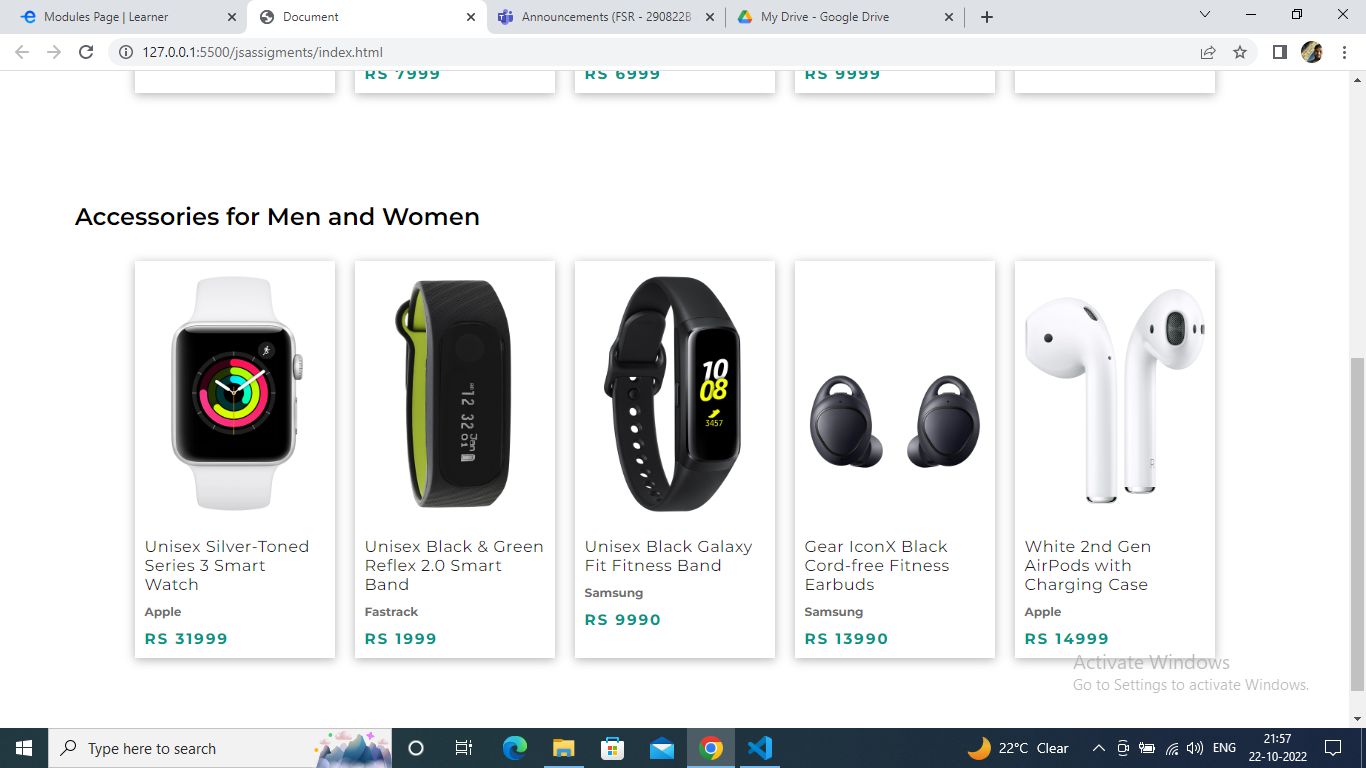 Modules Page | Learner
Document
Announcements (FSR - 290822B
My Drive - Google Drive
127.0.0.1:5500/jsassigments/index.html
RS 7999
RS 6999
RS 9999
Accessories for Men and Women
10
08
3457
12 32
Jan
01
Unisex Silver-Toned
Series 3 Smart
Watch
Apple
RS 31999
Unisex Black & Green
Reflex 2.0 Smart
Band
Fastrack
RS 1999
Unisex Black Galaxy
Fit Fitness Band
Samsung
RS 9990
Gear IconX Black
Cord-free Fitness
Earbuds
Samsung
RS 13990
White 2nd Gen
AirPods with
Charging Case
Apple
RS 14999
Activate Windows
Go to Settings to activate Windows.
Type here to search
22°C Clear
ENG
21:57
22-10-2022